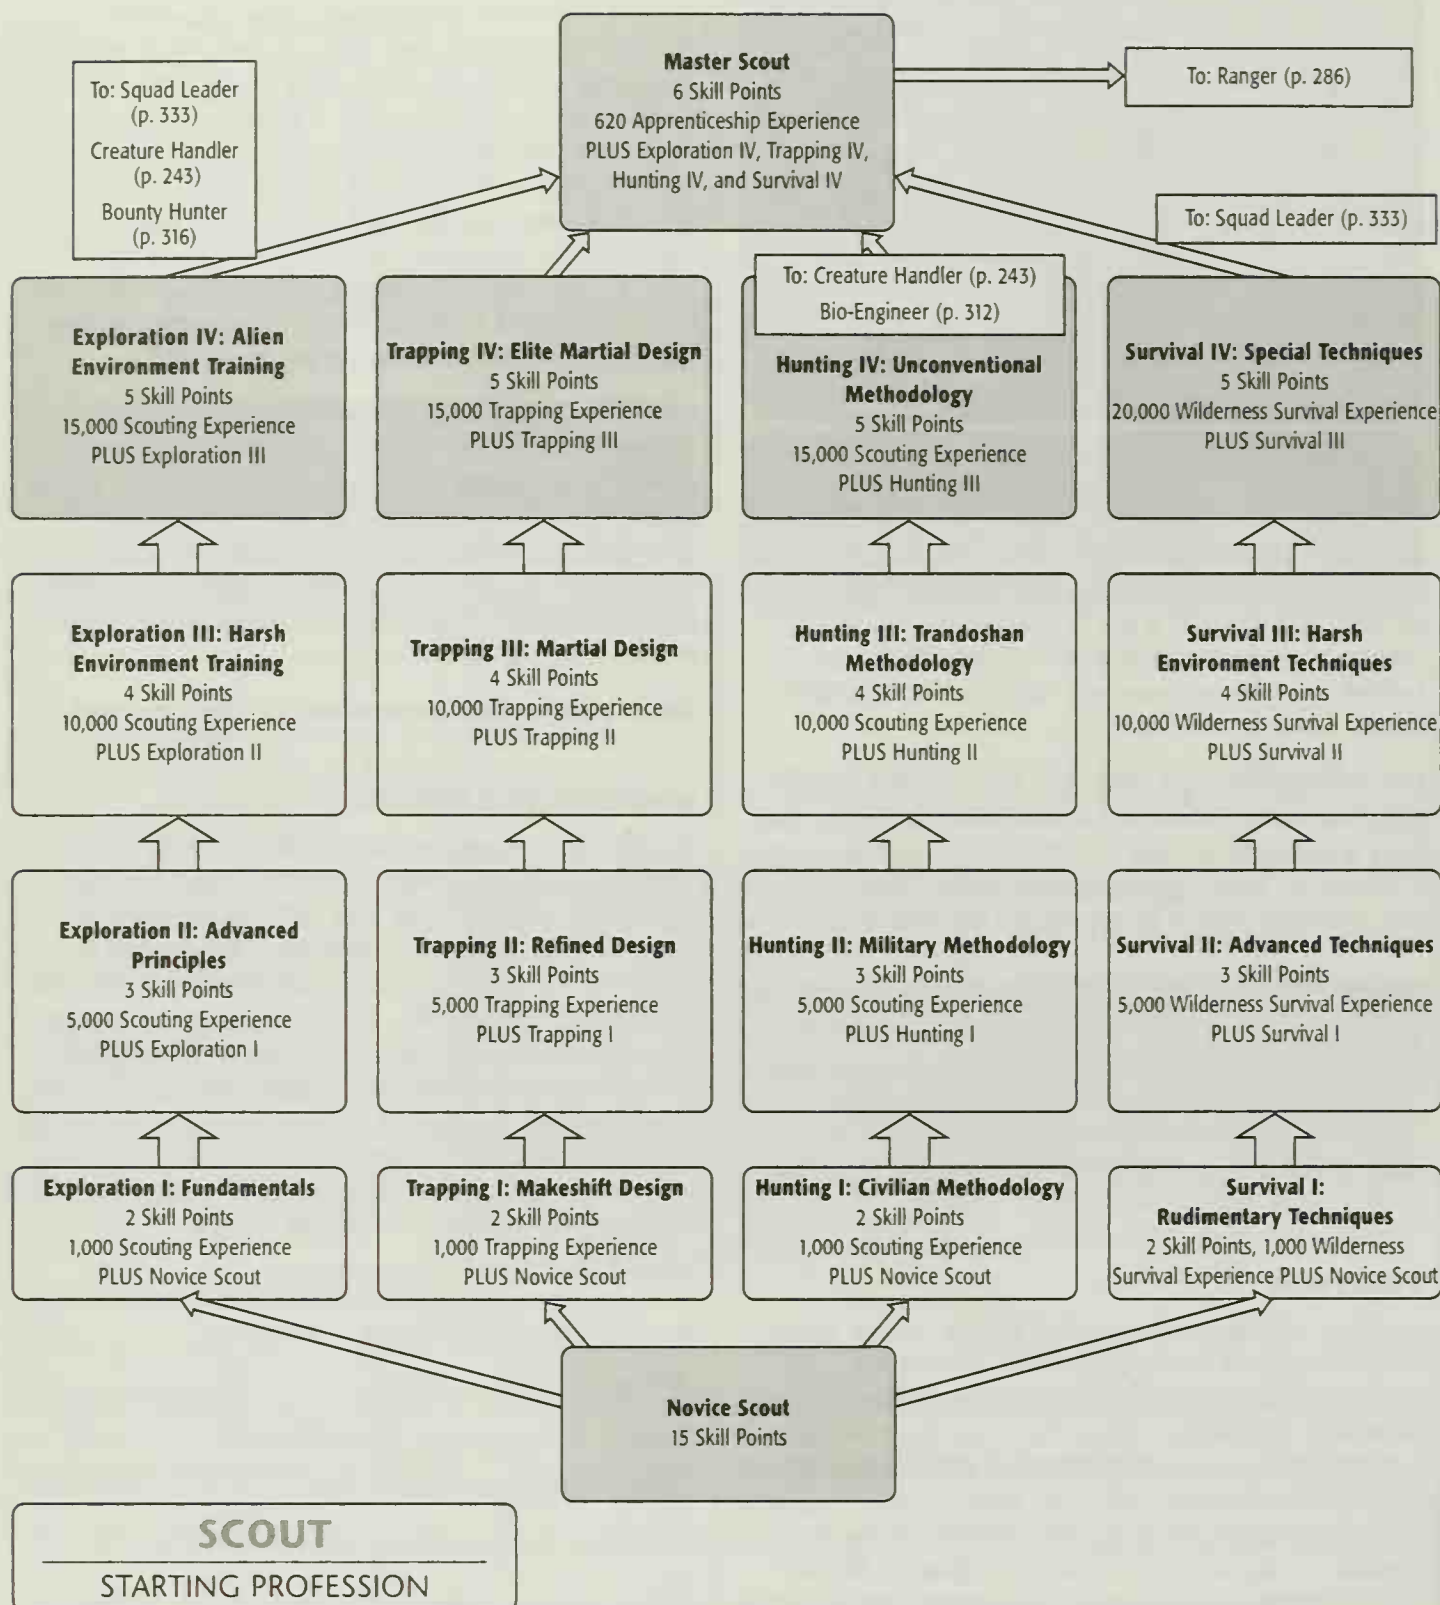 Master Scout
6 Skill Points
620 Apprenticeship Experience
PLUS Exploration IV, Trapping IV,
Hunting IV, and Survival IV
To: Ranger (p. 286)
To: Squad Leader
(p. 333)
Creature Handler
(p. 243)
Bounty Hunter
(p. 316)
To: Squad Leader (p. 333)
To: Creature Handler (p. 243)
Bio-Engineer (p. 312)
Exploration IV: Alien
Environment Training
5 Skill Points
15,000 Scouting Experience
PLUS Exploration III
Trapping IV: Elite Martial Design
5 Skill Points
15,000 Trapping Experience
PLUS Trapping III
Hunting IV: Unconventional
Methodology
5 Skill Points
15,000 Scouting Experience
PLUS Hunting III
Survival IV: Special Techniques
5 Skill Points
20,000 Wilderness Survival Experience
PLUS Survival III
Exploration III: Harsh
Environment Training
4 Skill Points
10,000 Scouting Experience
PLUS Exploration II
Trapping III: Martial Design
4 Skill Points
10,000 Trapping Experience
PLUS Trapping II
Hunting III: Trandoshan
Methodology
4 Skill Points
10,000 Scouting Experience
PLUS Hunting II
Survival III: Harsh
Environment Techniques
4 Skill Points
10,000 Wilderness Survival Experience
PLUS Survival II
Exploration II: Advanced
Principles
3 Skill Points
5,000 Scouting Experience
PLUS Exploration I
Trapping II: Refined Design
3 Skill Points
5,000 Trapping Experience
PLUS Trapping I
Hunting II: Military Methodology
3 Skill Points
5,000 Scouting Experience
PLUS Hunting I
Survival II: Advanced Techniques
3 Skill Points
5,000 Wilderness Survival Experience
PLUS Survival I
Exploration I: Fundamentals
2 Skill Points
1,000 Scouting Experience
PLUS Novice Scout
Trapping I: Makeshift Design
2 Skill Points
1,000 Trapping Experience
PLUS Novice Scout
Hunting I: Civilian Methodology
2 Skill Points
1,000 Scouting Experience
PLUS Novice Scout
Survival I:
Rudimentary Techniques
2 Skill Points, 1,000 Wilderness
Survival Experience PLUS Novice Scout
Novice Scout
15 Skill Points
SCOUT
STARTING PROFESSION